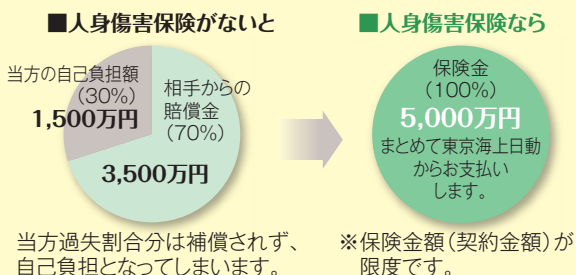 ■人身傷害保険がないと
当方の自己負担額
(30%)
1,500万円
相手からの
賠償金
(70%)
3,500万円
当方過失割合分は補償されず、
自己負担となってしまいます。
■人身傷害保険なら
保険金
(100%)
5,000万円
まとめて東京海上日動
からお支払い
します。
※保険金額(契約金額)が
限度です。